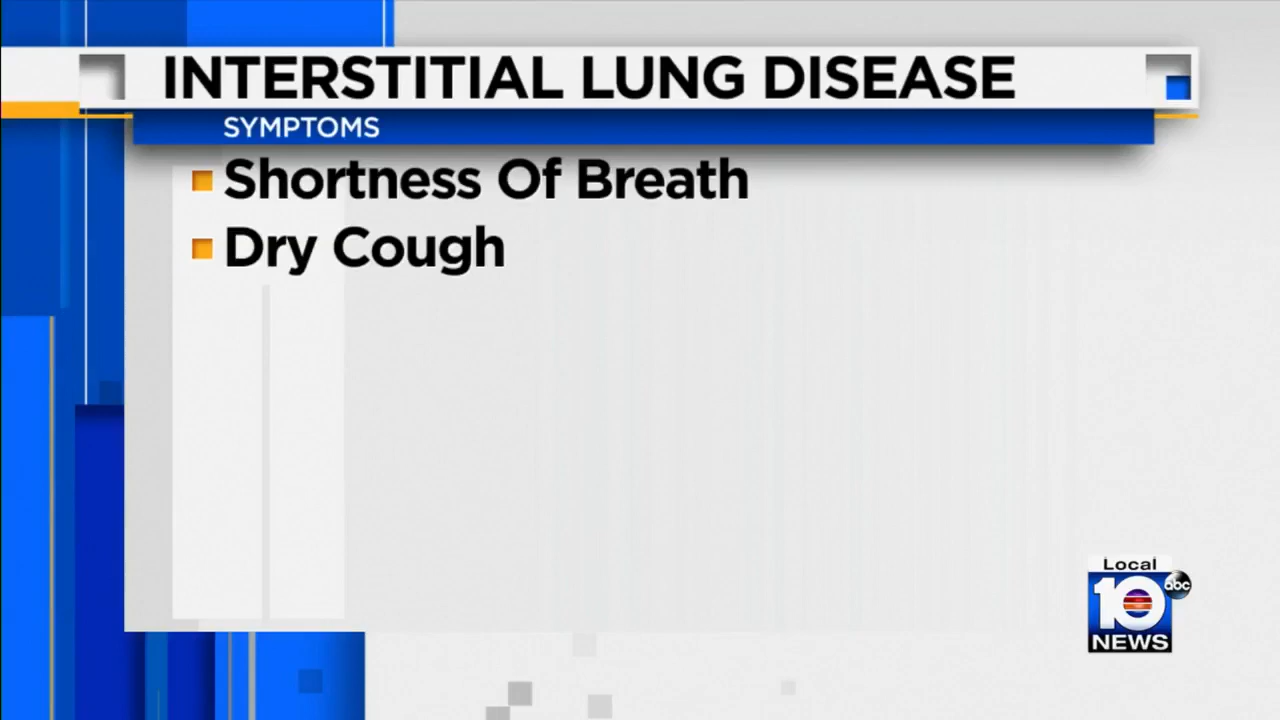 INTERSTITIAL LUNG DISEASE
SYMPTOMS
Shortness Of Breath
Dry Cough
Local
10 abc
NEWS